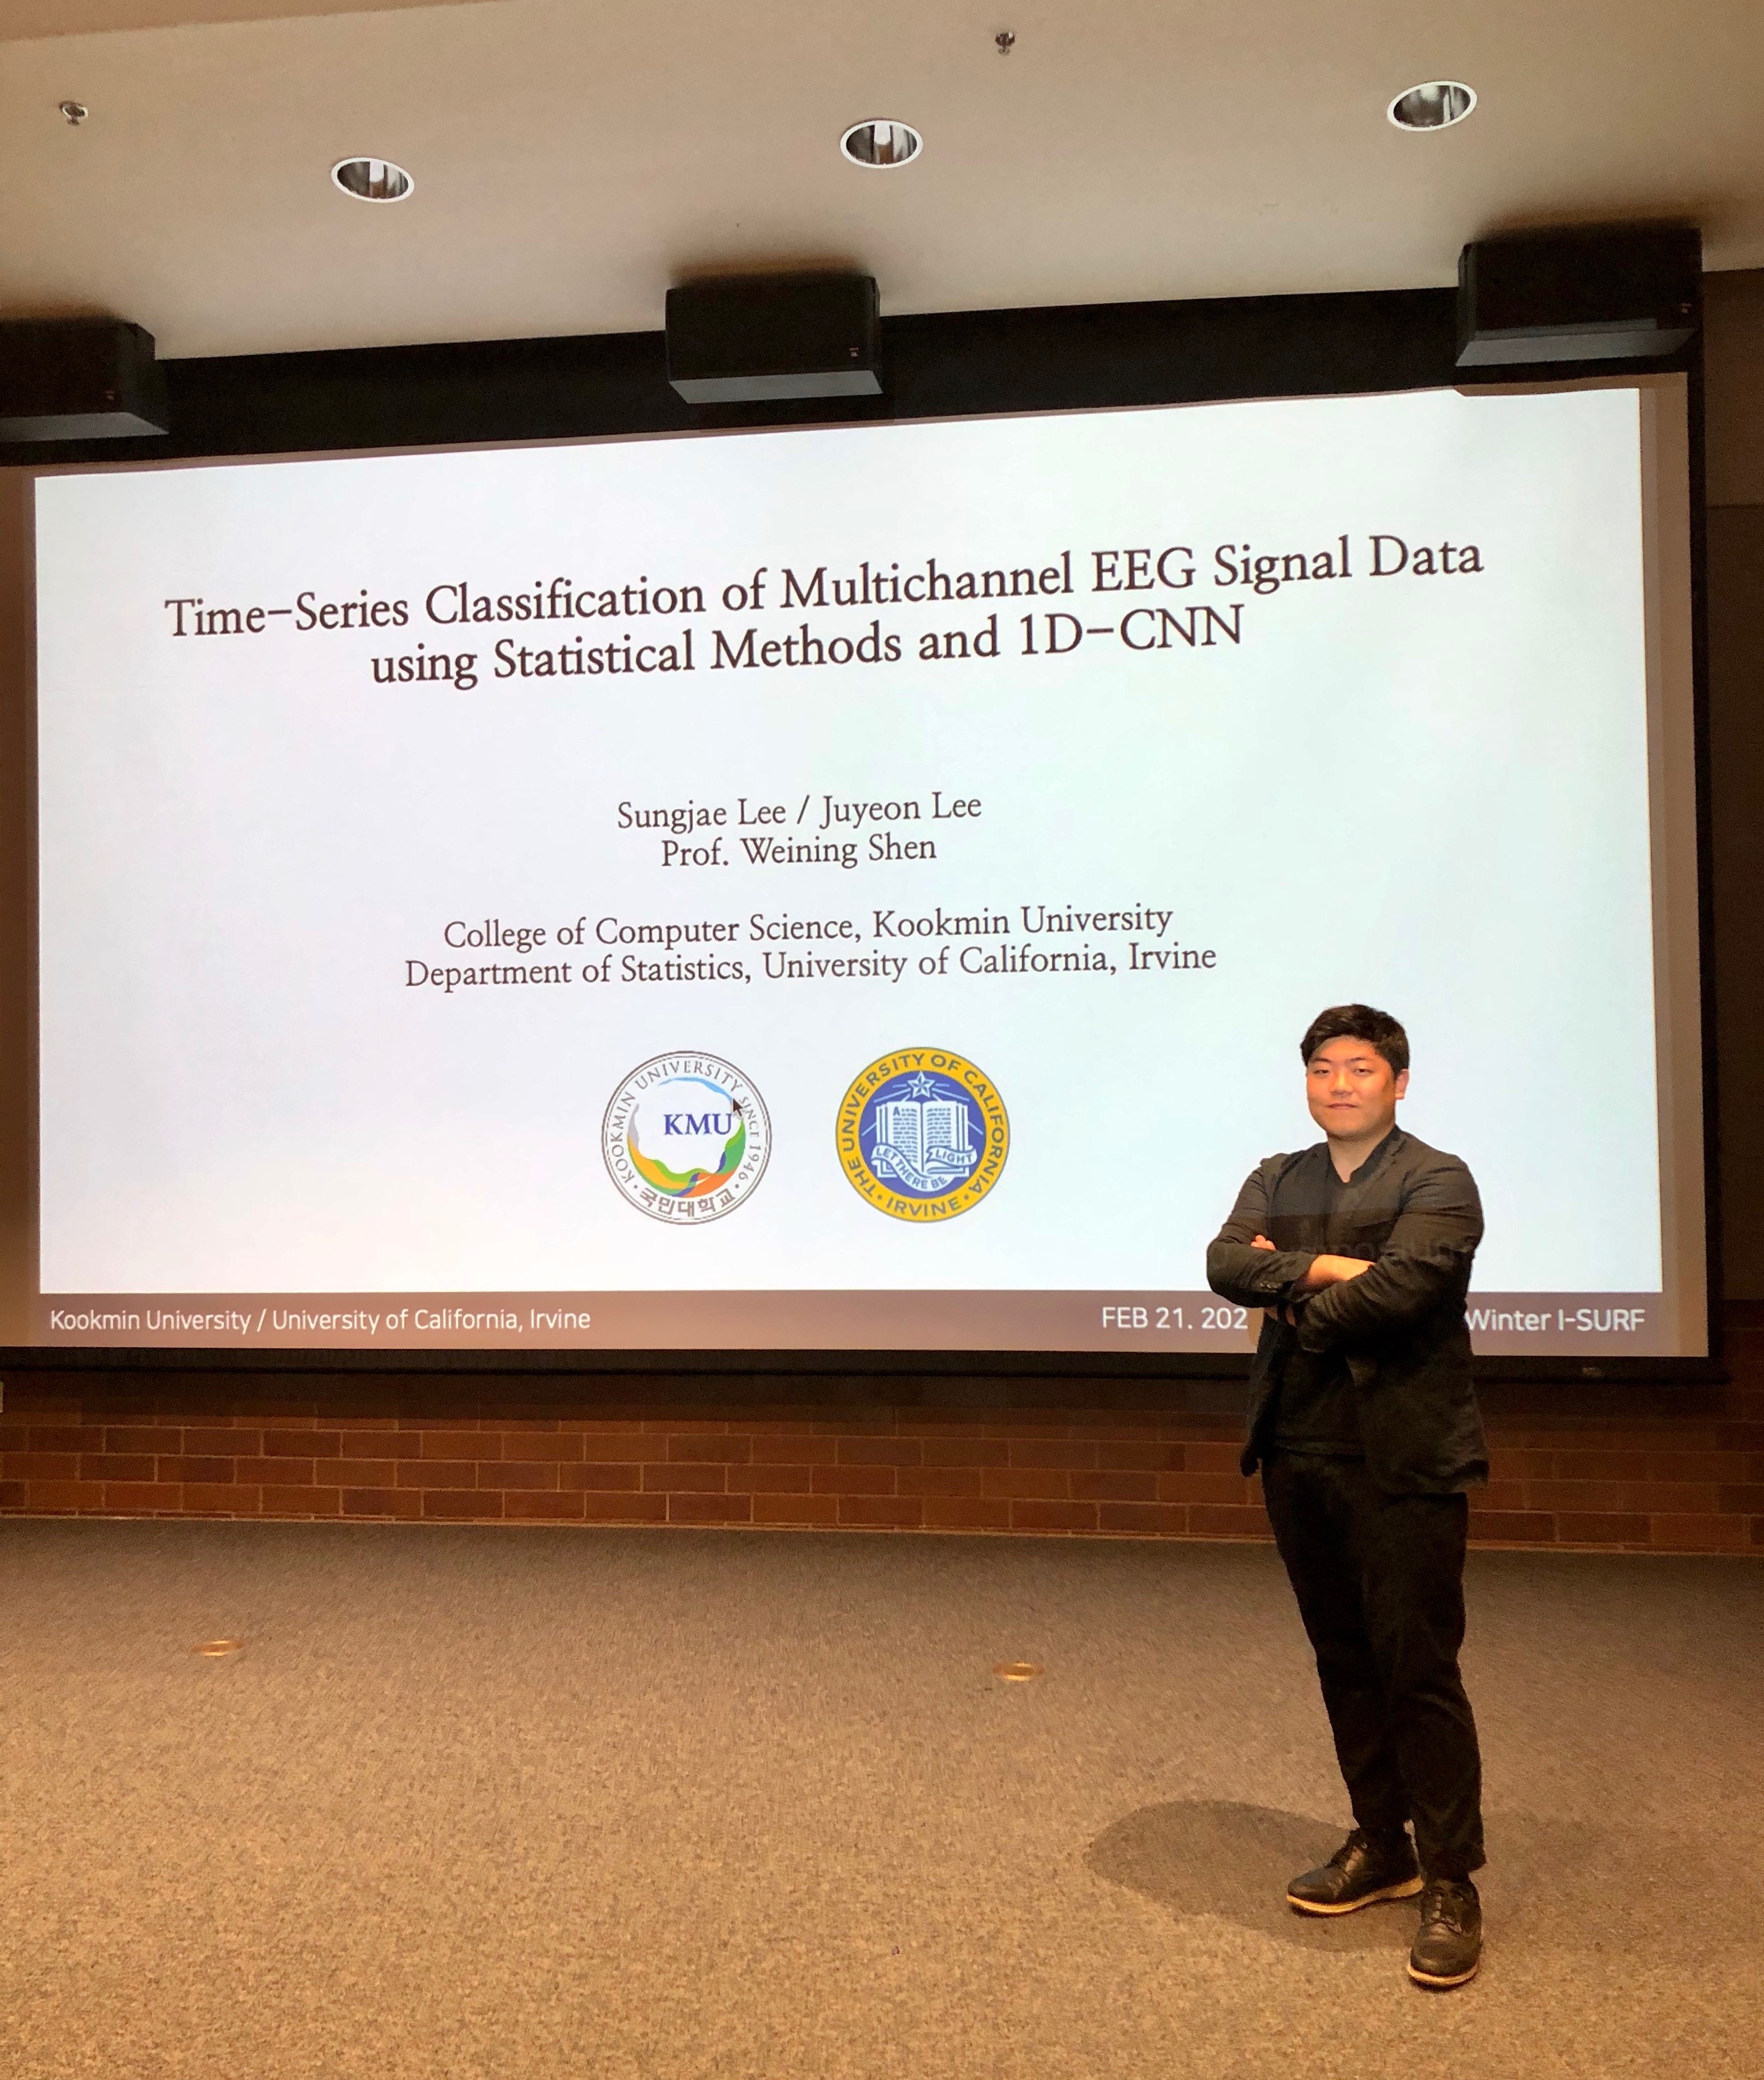 Time-Series Classification of Multichannel EEG Signal Data
using Statistical Methods and 1D-CNN
Sungjae Lee / Juyeon Lee
Prof. Weining Shen
College of Computer Science, Kookmin University
Department of Statistics, University of California, Irvine
KOOKMIN UNIVERSITY SINCE 1946
KMU
국민대학교
THE UNIVERSITY OF CALIFORNIA
LET THERE BE LIGHT
IRVINE
Kookmin University / University of California, Irvine
FEB 21. 202
Winter I-SURF